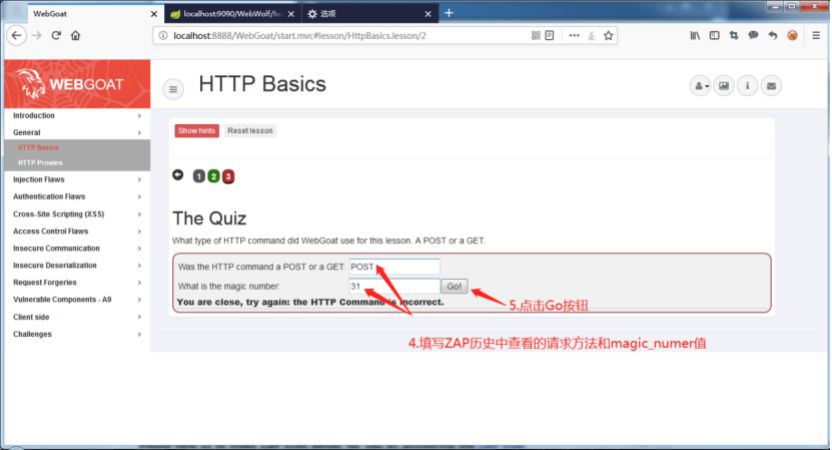 WebGoat
localhost:9090/WebWolf/ho
选项
localhost:8888/WebGoat/start.mvc#lesson/HttpBasics.lesson/2
WEBGOAT
HTTP Basics
Introduction
General
HTTP Basics
HTTP Proxies
Injection Flaws
Authentication Flaws
Cross-Site Scripting (XSS)
Access Control Flaws
Insecure Communication
Insecure Deserialization
Request Forgeries
Vulnerable Components - A9
Client side
Challenges
Show hints
Reset lesson
1 2 3
The Quiz
What type of HTTP command did WebGoat use for this lesson. A POST or a GET.
Was the HTTP command a POST or a GET: POST
What is the magic number: 31 Go!
You are close, try again: the HTTP Command is incorrect.
5.点击Go按钮
4.填写ZAP历史中查看的请求方法和magic_numer值